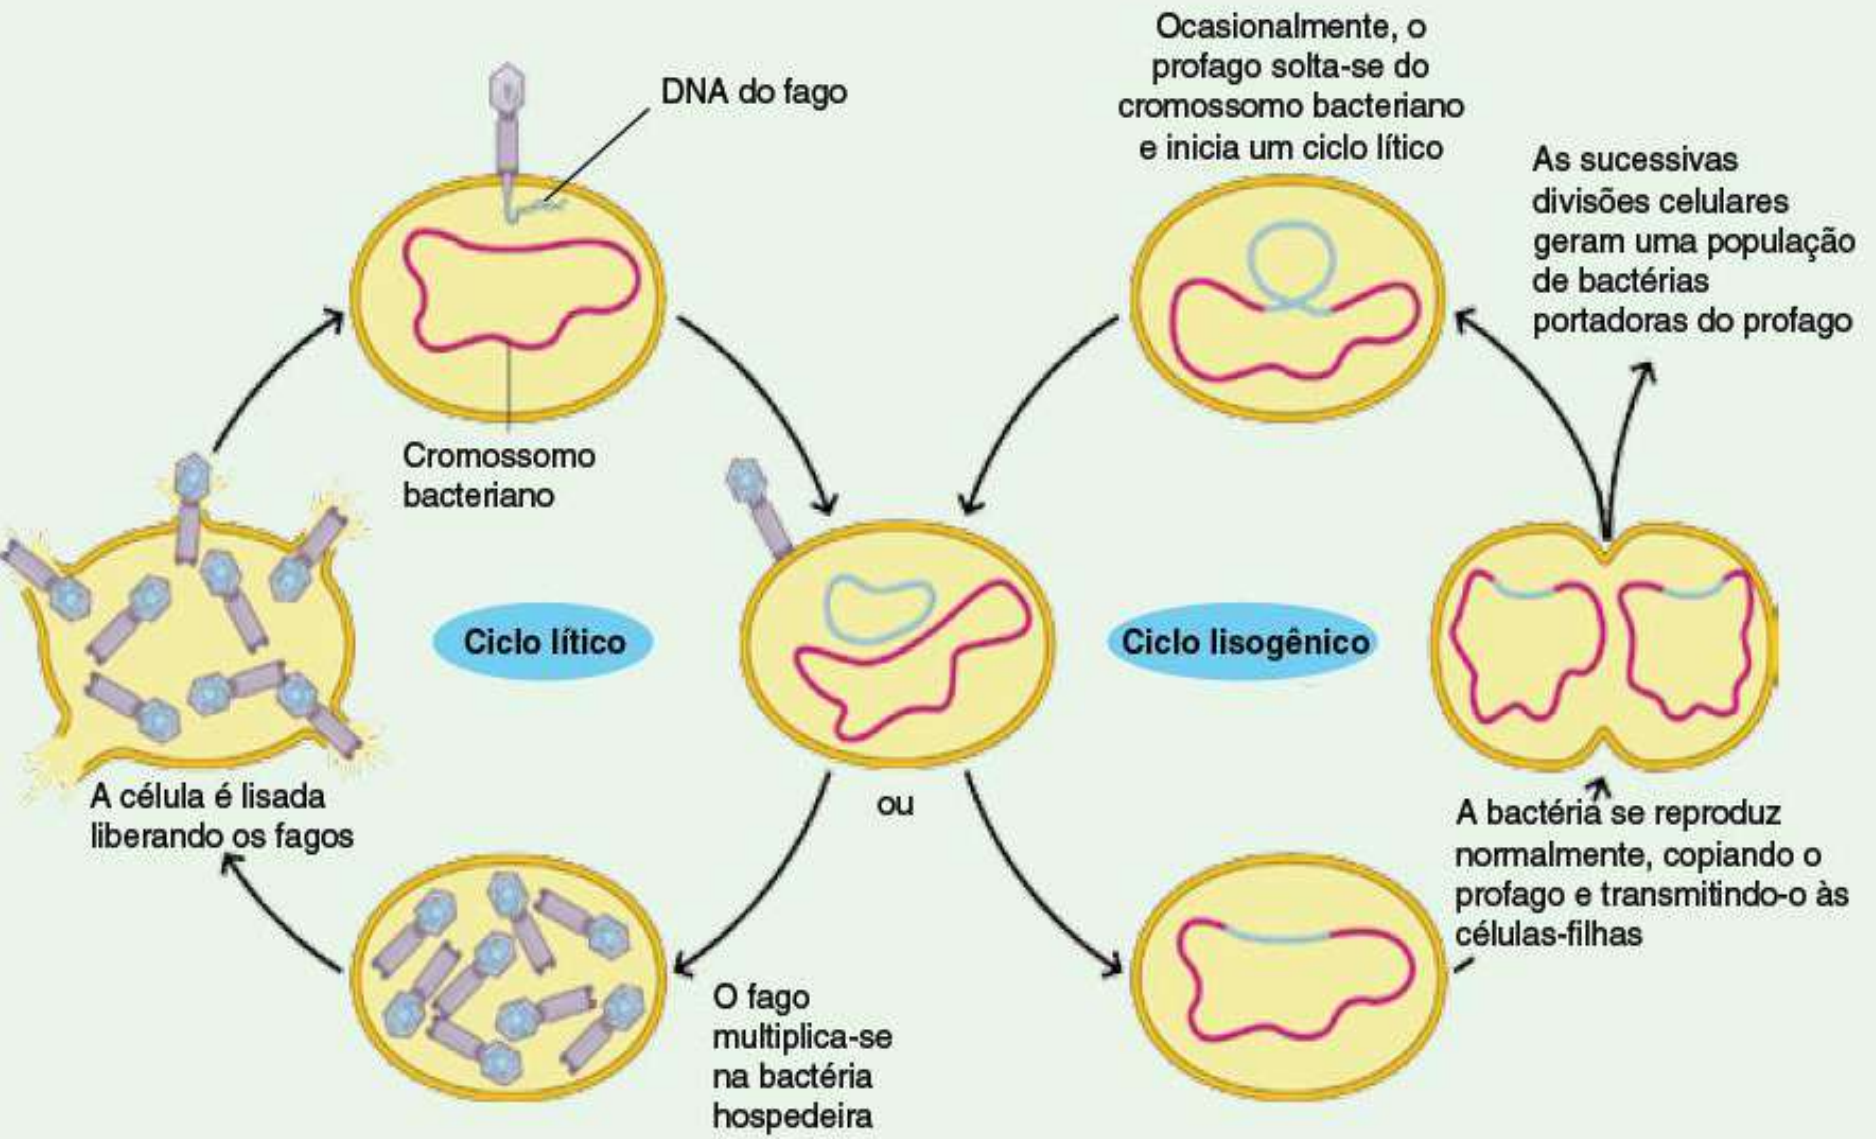 Ocasionalmente, o
profago solta-se do
cromossomo bacteriano
e inicia um ciclo lítico
DNA do fago
As sucessivas
divisões celulares
geram uma população
de bactérias
portadoras do profago
Cromossomo
bacteriano
Ciclo lítico
Ciclo lisogênico
A célula é lisada
liberando os fagos
ou
A bactéria se reproduz
normalmente, copiando o
profago e transmitindo-o às
células-filhas
O fago
multiplica-se
na bactéria
hospedeira